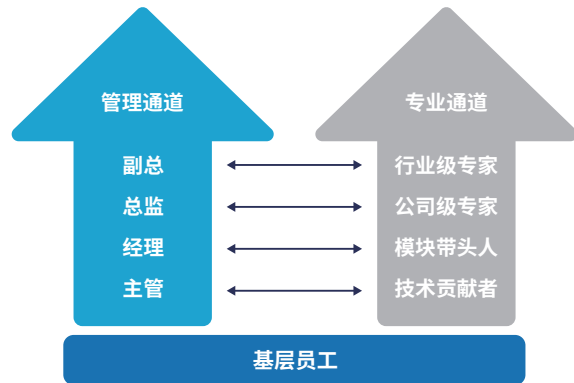 管理通道
专业通道
副总
行业级专家
总监
公司级专家
经理
模块带头人
主管
技术贡献者
基层员工